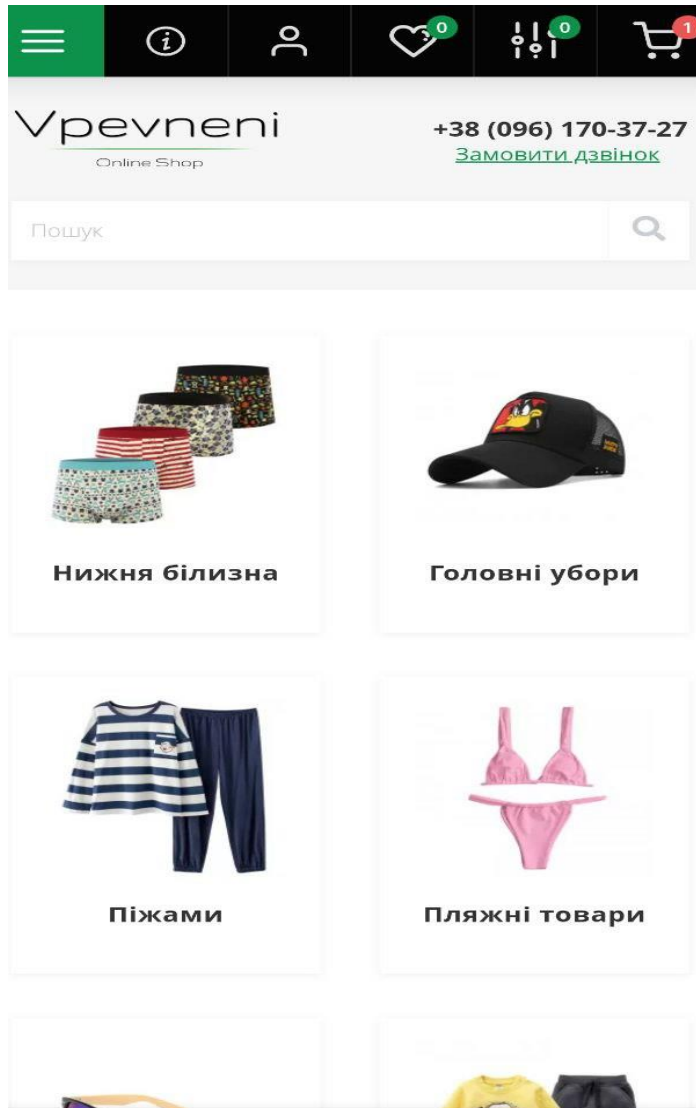 0
0
1
Vpevneni
Online Shop
+38 (096) 170-37-27
Замовити дзвінок
Пошук
Нижня білизна
Головні убори
Піжами
Пляжні товари